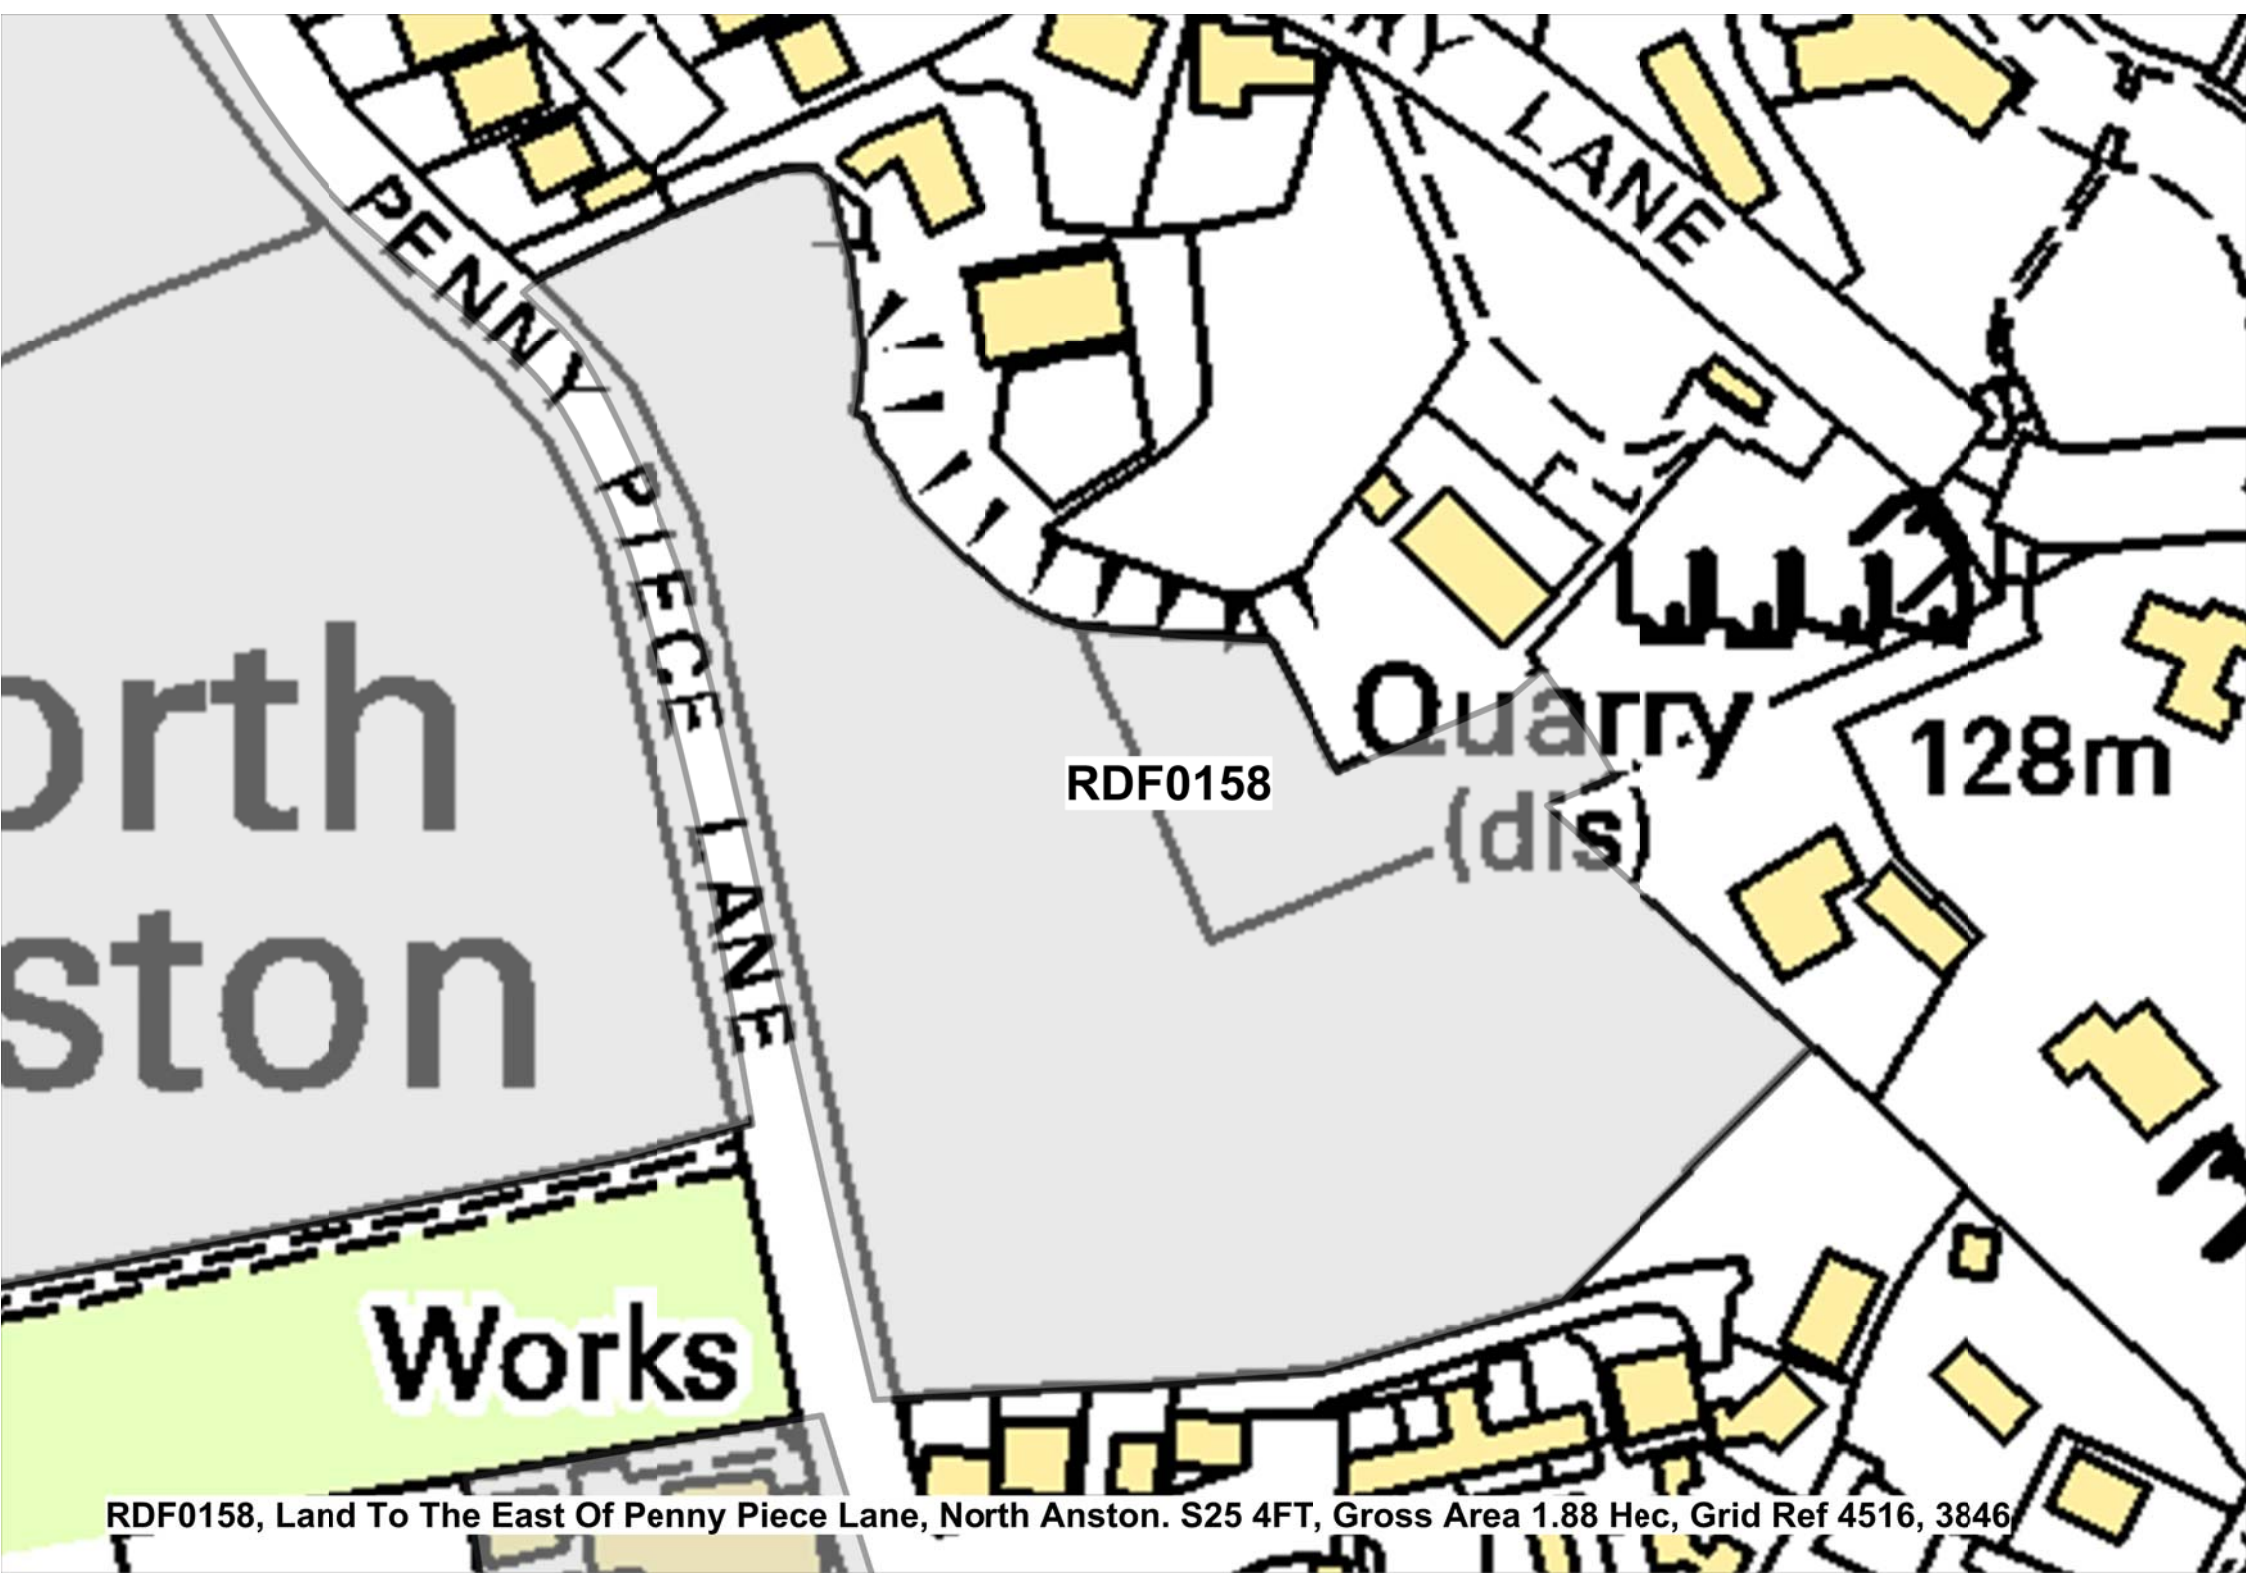 LANE
PENNY PIECE LANE
Quarry
(dis)
128m
RDF0158
orth
ston
Works
RDF0158, Land To The East Of Penny Piece Lane, North Anston. S25 4FT, Gross Area 1.88 Hec, Grid Ref 4516, 3846